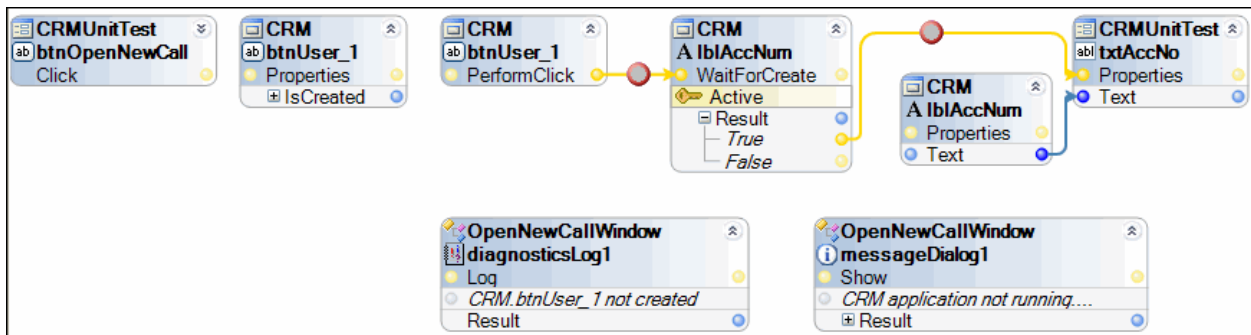 CRMUnitTest
btnOpenNewCall
Click
CRM
btnUser_1
Properties
IsCreated
CRM
btnUser_1
PerformClick
CRM
A lblAccNum
WaitForCreate
Active
Result
True
False
CRM
A lblAccNum
Properties
Text
CRMUnitTest
txtAccNo
Properties
Text
OpenNewCallWindow
diagnosticsLog1
Log
CRM.btnUser_1 not created
Result
OpenNewCallWindow
messageDialog1
Show
CRM application not running....
Result